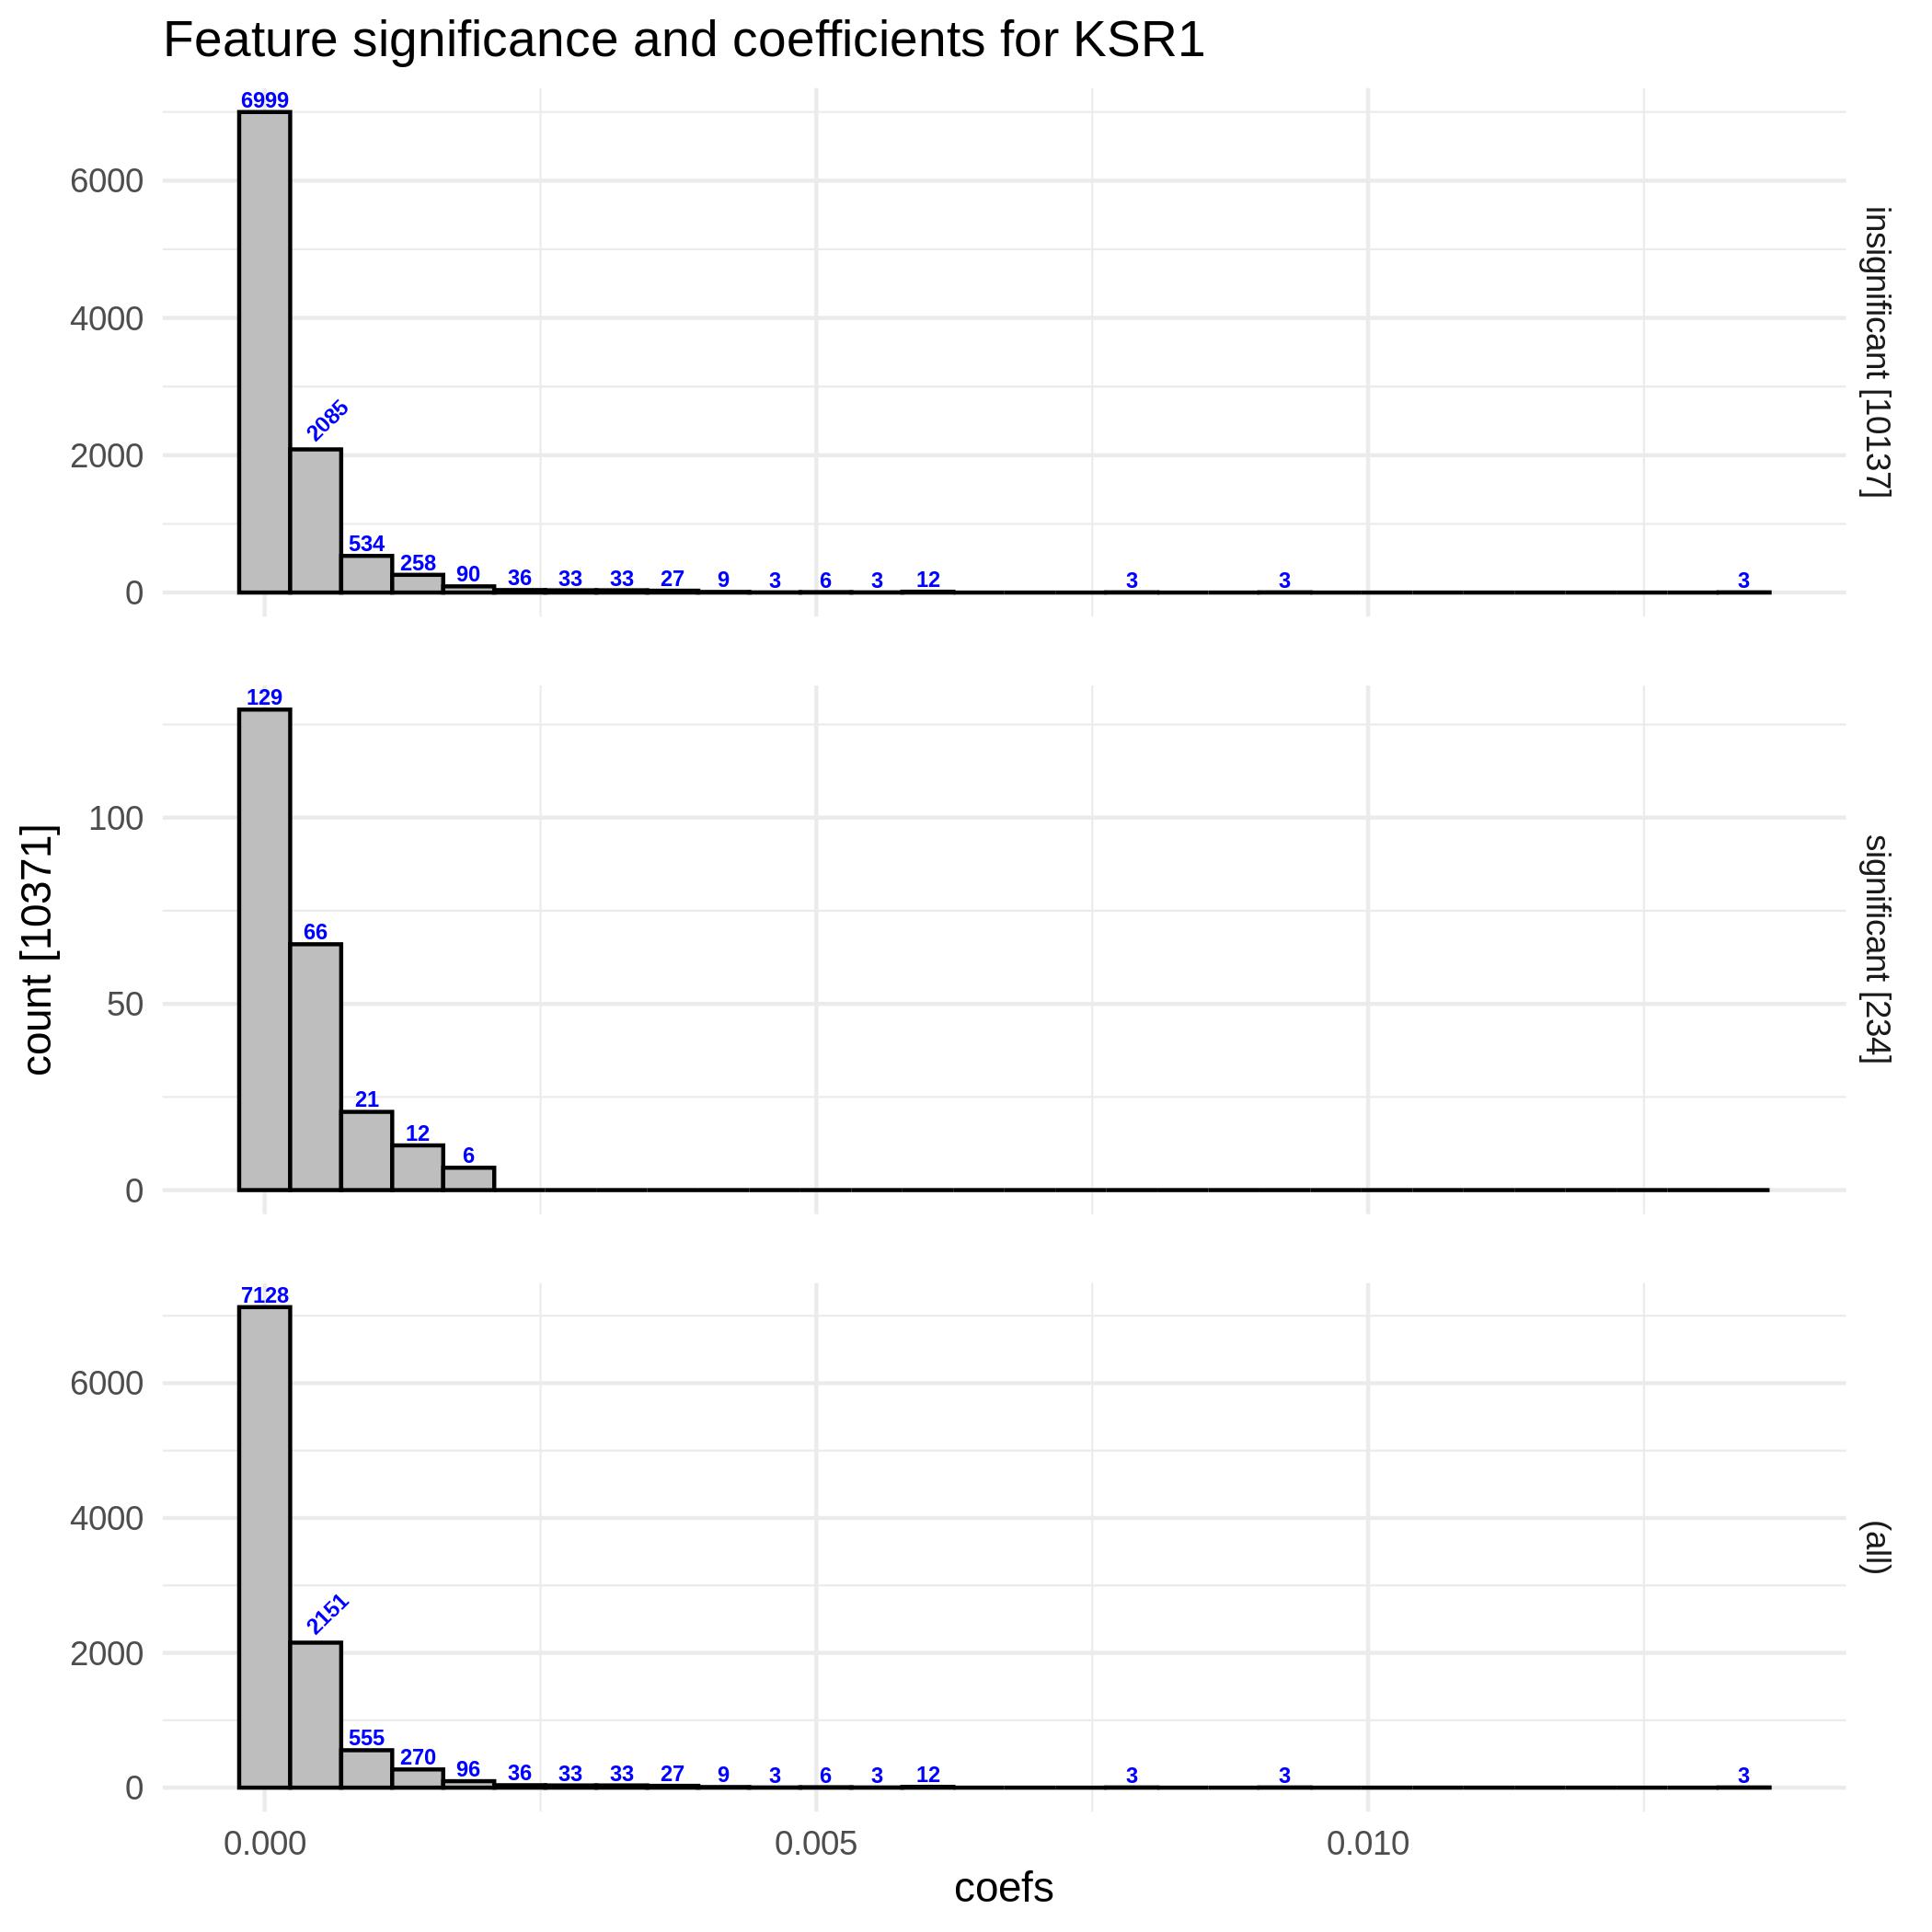 Feature significance and coefficients for KSR1
6999
6000
4000
2085
2000
534
258
90 36 33 33 27 9 3 6 3 12 3 3 3
0
insignificant [10137]
129
100
66
50
21
12
6
0
significant [234]
count [10371]
7128
6000
4000
2151
2000
555
270
96 36 33 33 27 9 3 6 3 12 3 3 3
0
(all)
0.000 0.005 0.010
coefs